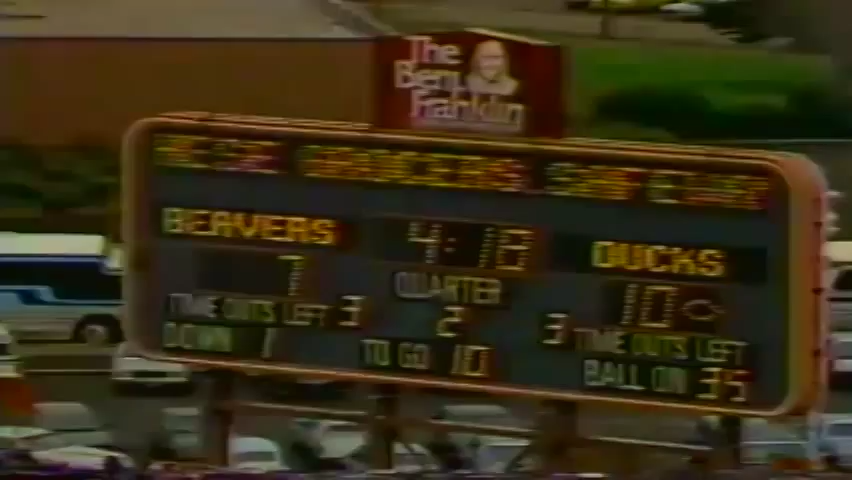 The
Ben
Franklin
BEAVERS 4:18 DUCKS
7 QUARTER 10
TIME OUTS LEFT 3 2 3 TIME OUTS LEFT
DOWN 1 TO GO 10 BALL ON 35